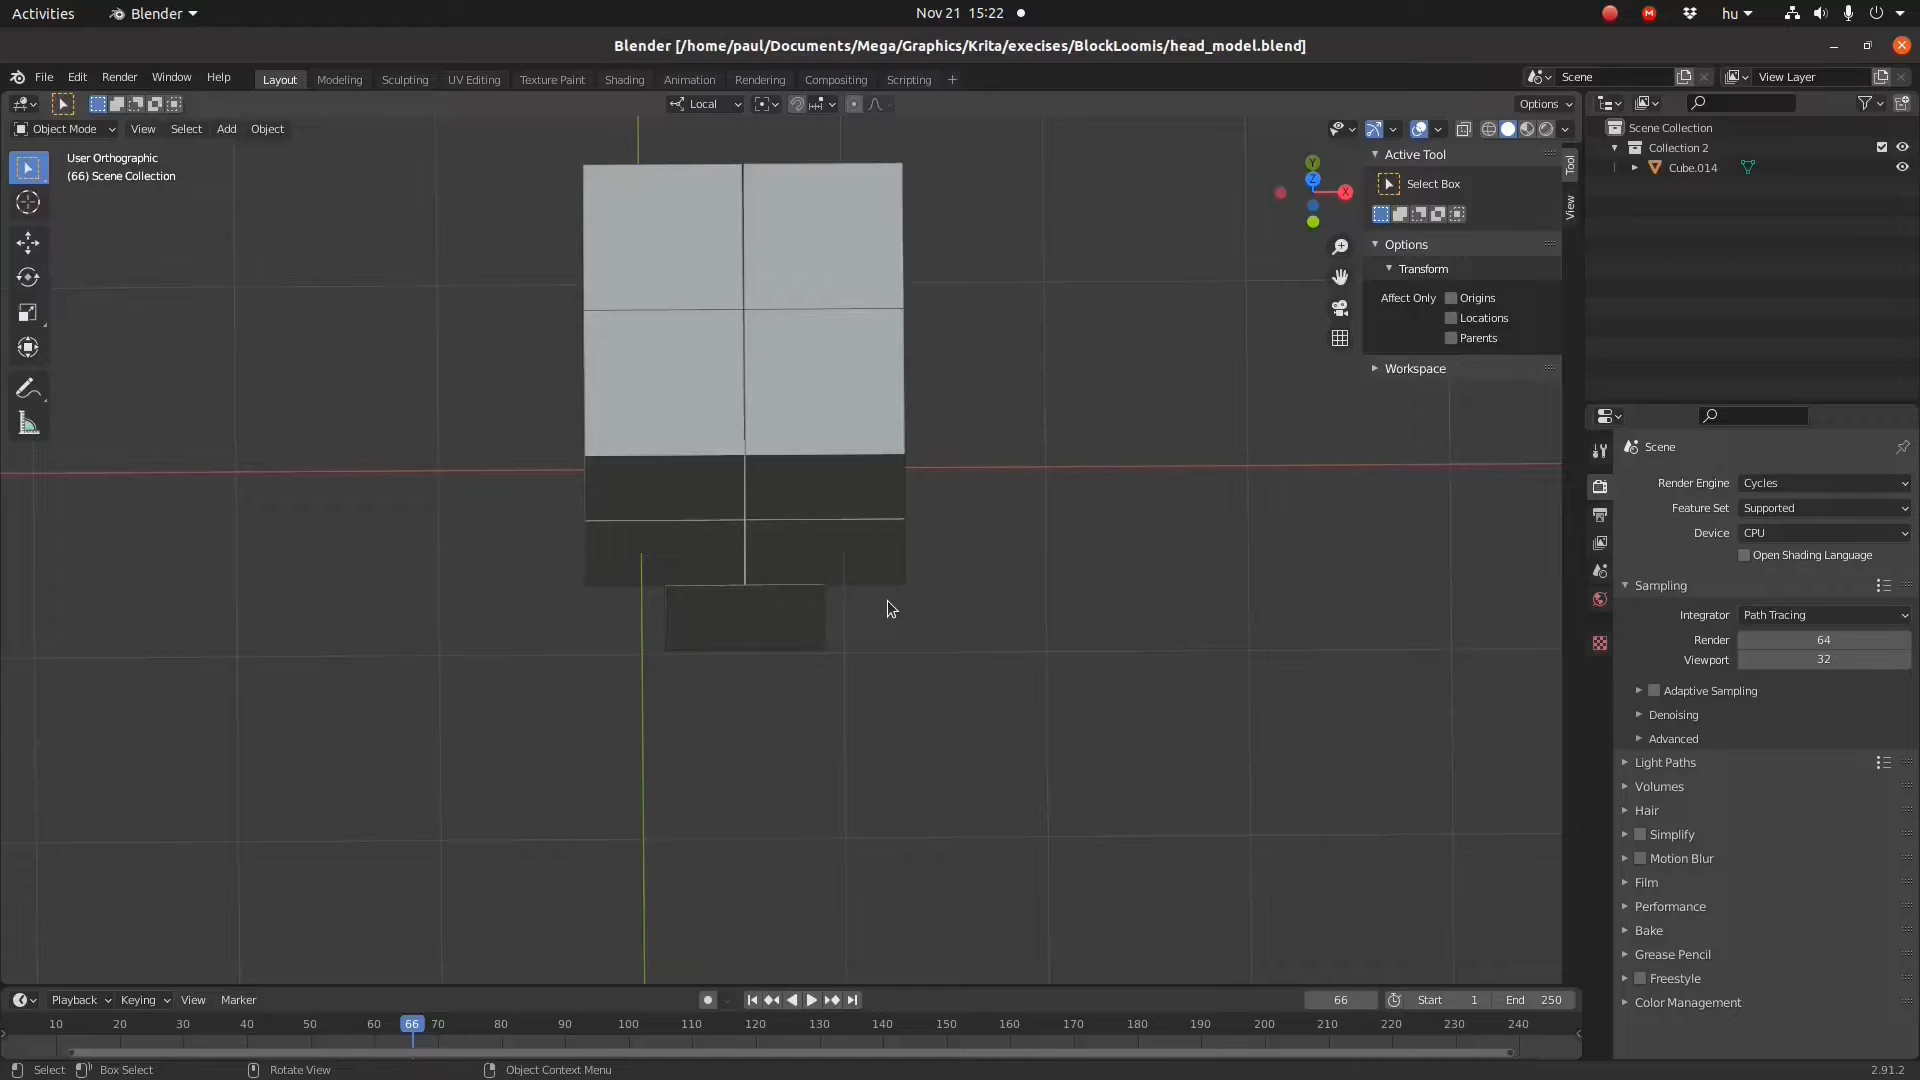 Activities Blender Nov 21 15:22 hu
Blender [/home/paul/Documents/Mega/Graphics/Krita/execises/BlockLoomis/head_model.blend]
File Edit Render Window Help Layout Modeling Sculpting UV Editing Texture Paint Shading Animation Rendering Compositing Scripting + Scene View Layer
Local Options
Object Mode View Select Add Object
User Orthographic
(66) Scene Collection
Y
Z
X
Active Tool
Select Box
Options
Transform
Affect Only Origins
Locations
Parents
Workspace
Tool
View
Scene Collection
Collection 2
Cube.014
Scene
Render Engine Cycles
Feature Set Supported
Device CPU
Open Shading Language
Sampling
Integrator Path Tracing
Render 64
Viewport 32
Adaptive Sampling
Denoising
Advanced
Light Paths
Volumes
Hair
Simplify
Motion Blur
Film
Performance
Bake
Grease Pencil
Freestyle
Color Management
Playback Keying View Marker 66 Start 1 End 250
10 20 30 40 50 60 66 70 80 90 100 110 120 130 140 150 160 170 180 190 200 210 220 230 240
Select Box Select Rotate View Object Context Menu 2.91.2